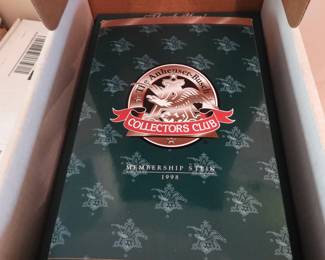 The Anheuser-Busch
COLLECTORS CLUB
MEMBERSHIP STEIN
1998